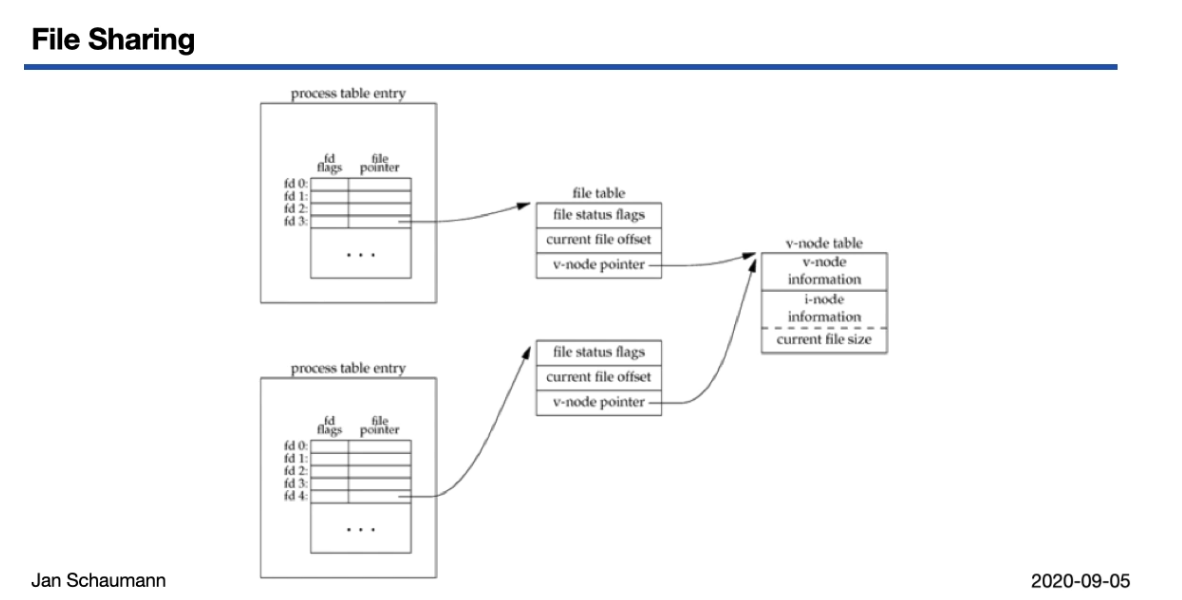 File Sharing
process table entry
fd
flags
file
pointer
fd 0:
fd 1:
fd 2:
fd 3:
. . .
file table
file status flags
current file offset
v-node pointer
v-node table
v-node
information
i-node
information
current file size
file status flags
current file offset
v-node pointer
process table entry
fd
flags
file
pointer
fd 0:
fd 1:
fd 2:
fd 3:
fd 4:
. . .
Jan Schaumann
2020-09-05